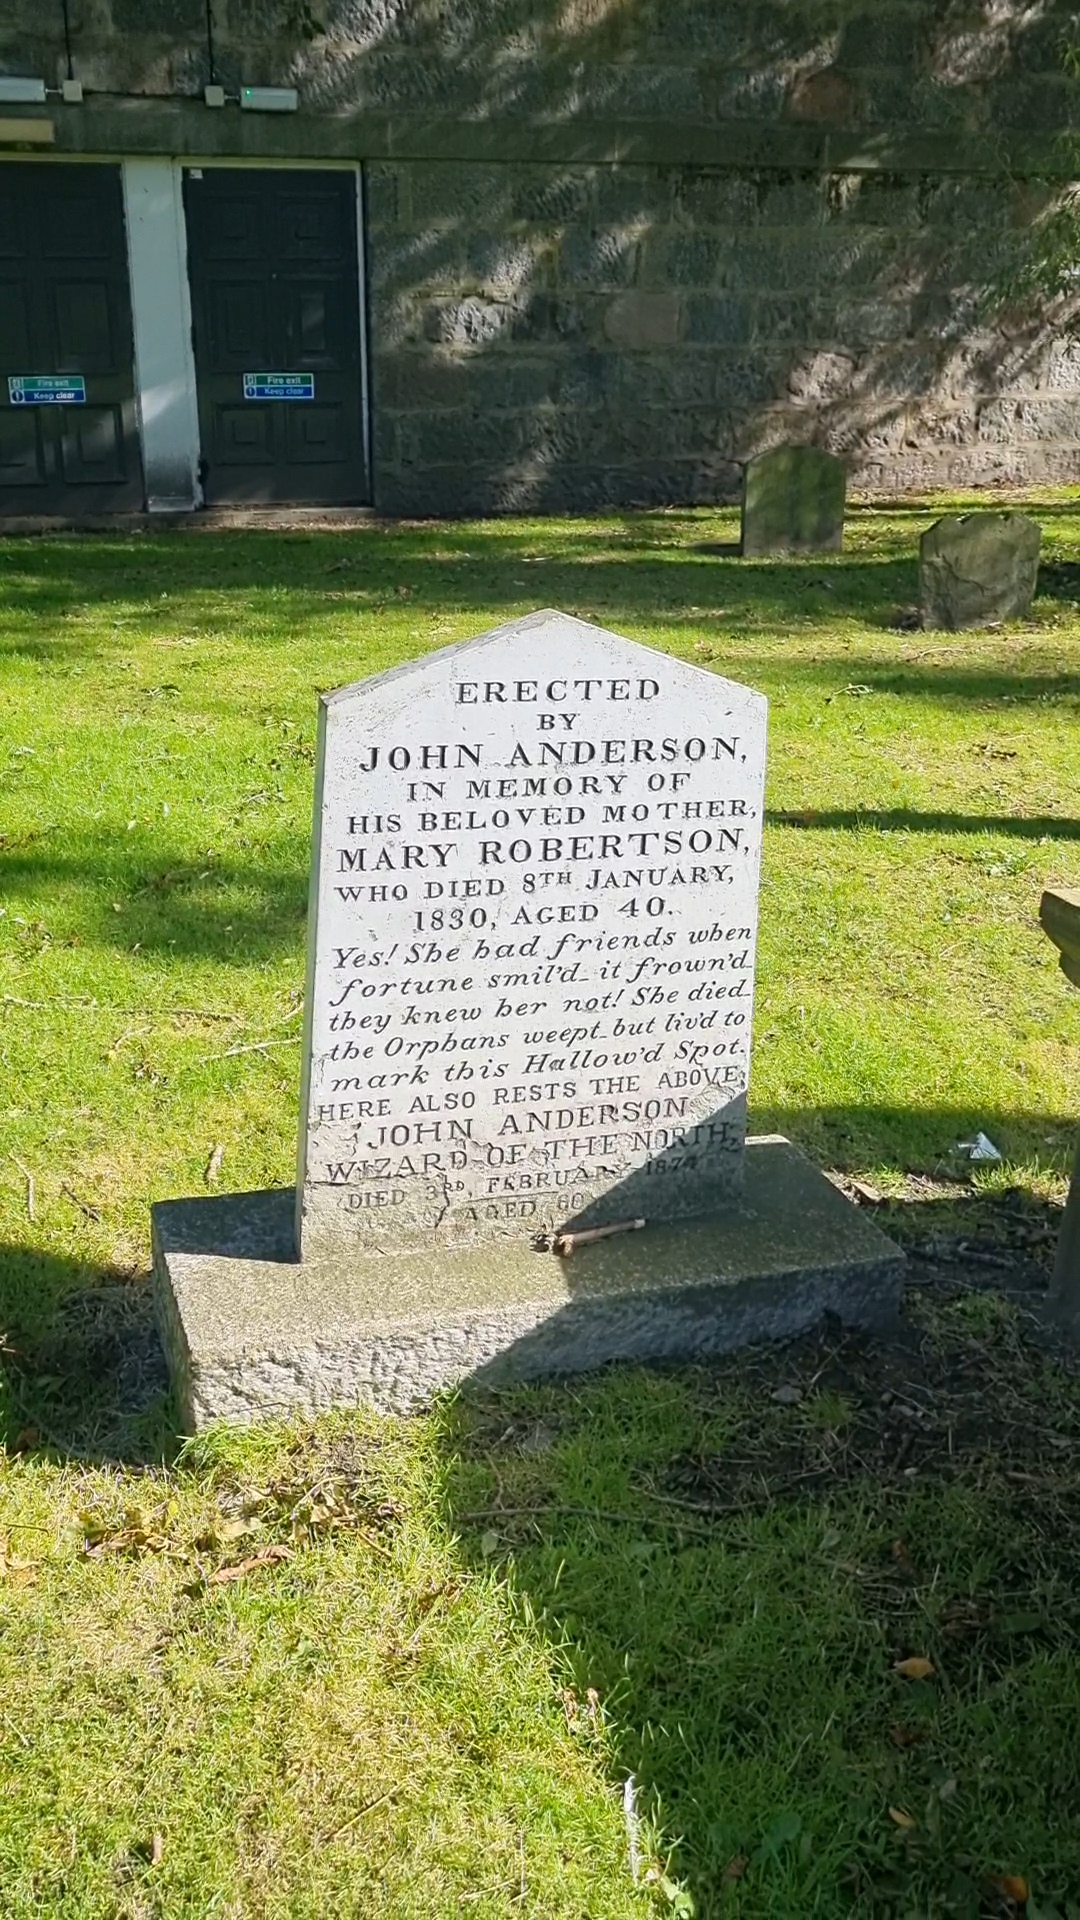 Fire exit
Keep clear
Fire exit
Keep clear
ERECTED
BY
JOHN ANDERSON,
IN MEMORY OF
HIS BELOVED MOTHER,
MARY ROBERTSON,
WHO DIED 8TH JANUARY,
1830, AGED 40.
Yes! She had friends when
fortune smil'd_ it frown'd_
they knew her not! She died_
the Orphans weept_ but liv'd to
mark this Hallow'd Spot.
HERE ALSO RESTS THE ABOVE,
JOHN ANDERSON
WIZARD OF THE NORTH,
DIED 3RD, FEBRUARY 1874
AGED 60